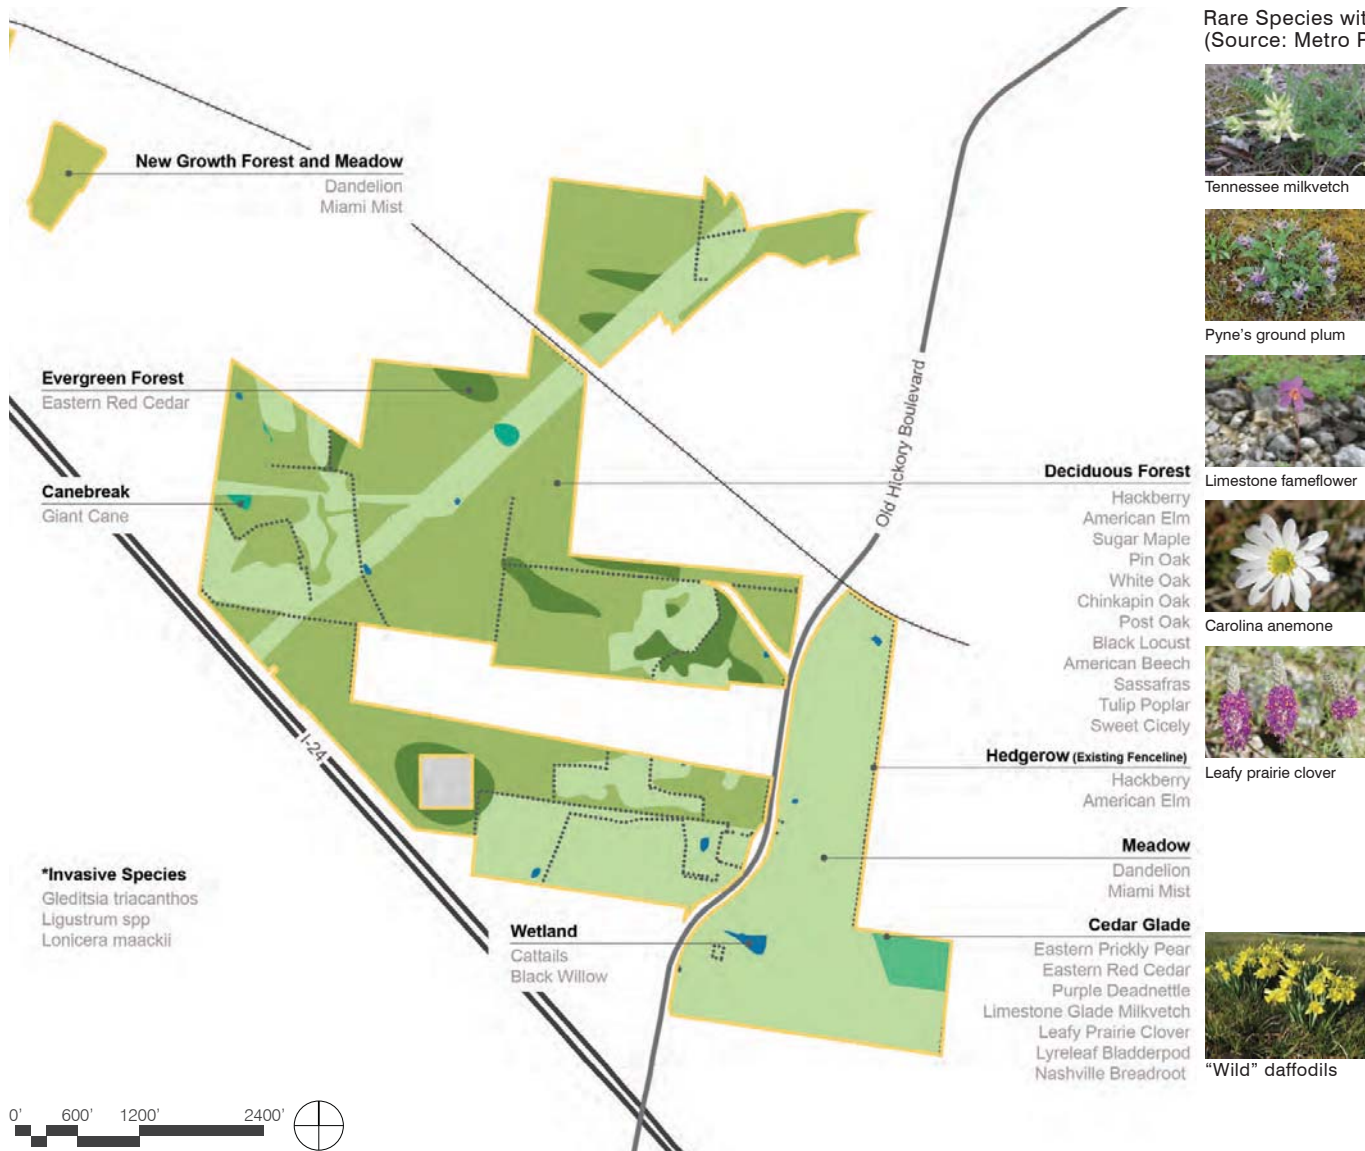 Rare Species wit
(Source: Metro P
Tennessee milkvetch
Pyne's ground plum
Limestone fameflower
Carolina anemone
Leafy prairie clover
"Wild" daffodils
New Growth Forest and Meadow
Dandelion
Miami Mist
Evergreen Forest
Eastern Red Cedar
Canebreak
Giant Cane
Old Hickory Boulevard
I-24
Deciduous Forest
Hackberry
American Elm
Sugar Maple
Pin Oak
White Oak
Chinkapin Oak
Post Oak
Black Locust
American Beech
Sassafras
Tulip Poplar
Sweet Cicely
Hedgerow (Existing Fenceline)
Hackberry
American Elm
Meadow
Dandelion
Miami Mist
Cedar Glade
Eastern Prickly Pear
Eastern Red Cedar
Purple Deadnettle
Limestone Glade Milkvetch
Leafy Prairie Clover
Lyreleaf Bladderpod
Nashville Breadroot
*Invasive Species
Gleditsia triacanthos
Ligustrum spp
Lonicera maackii
Wetland
Cattails
Black Willow
0' 600' 1200' 2400'